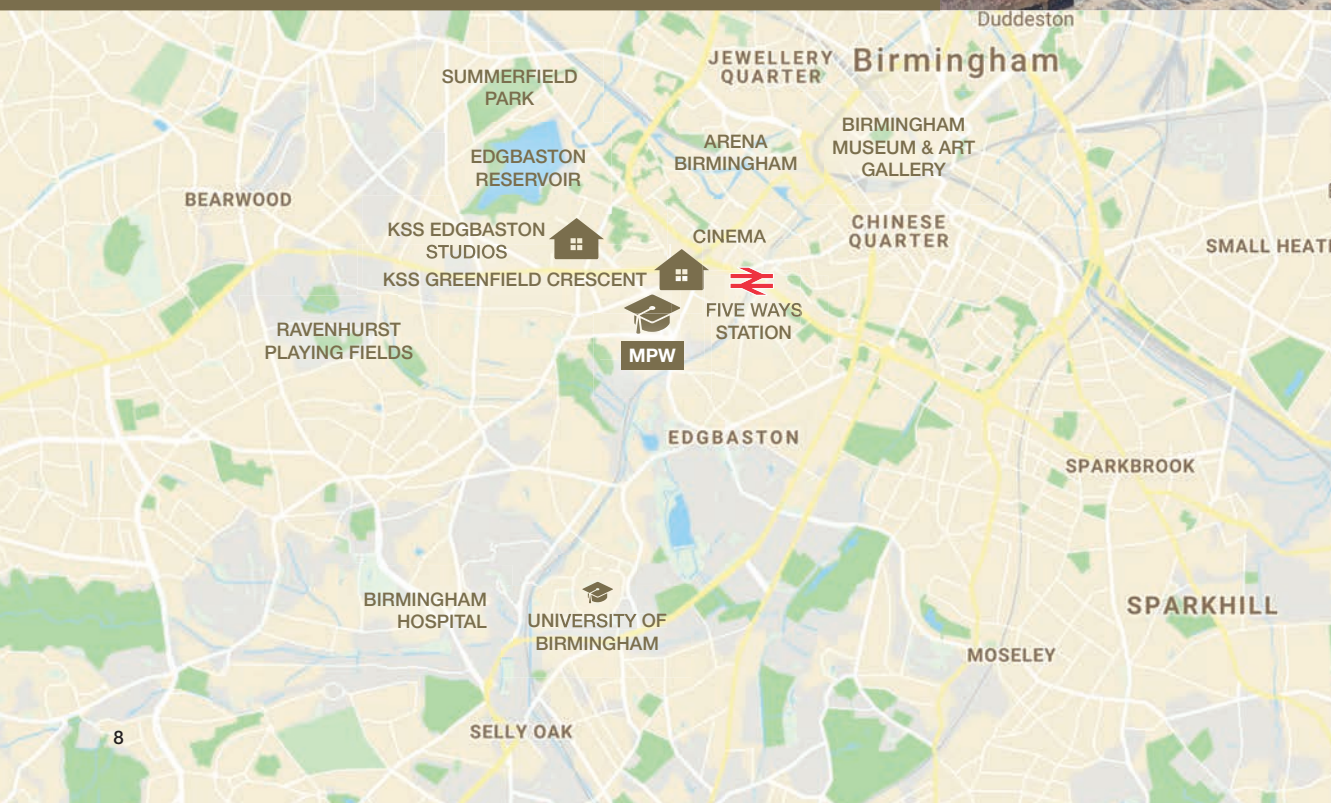 Duddeston
JEWELLERY
QUARTER
Birmingham
SUMMERFIELD
PARK
BIRMINGHAM
MUSEUM & ART
GALLERY
ARENA
BIRMINGHAM
EDGBASTON
RESERVOIR
BEARWOOD
CHINESE
QUARTER
KSS EDGBASTON
STUDIOS
CINEMA
SMALL HEAT
KSS GREENFIELD CRESCENT
FIVE WAYS
STATION
RAVENHURST
PLAYING FIELDS
MPW
EDGBASTON
SPARKBROOK
BIRMINGHAM
HOSPITAL
UNIVERSITY OF
BIRMINGHAM
SPARKHILL
MOSELEY
SELLY OAK
8